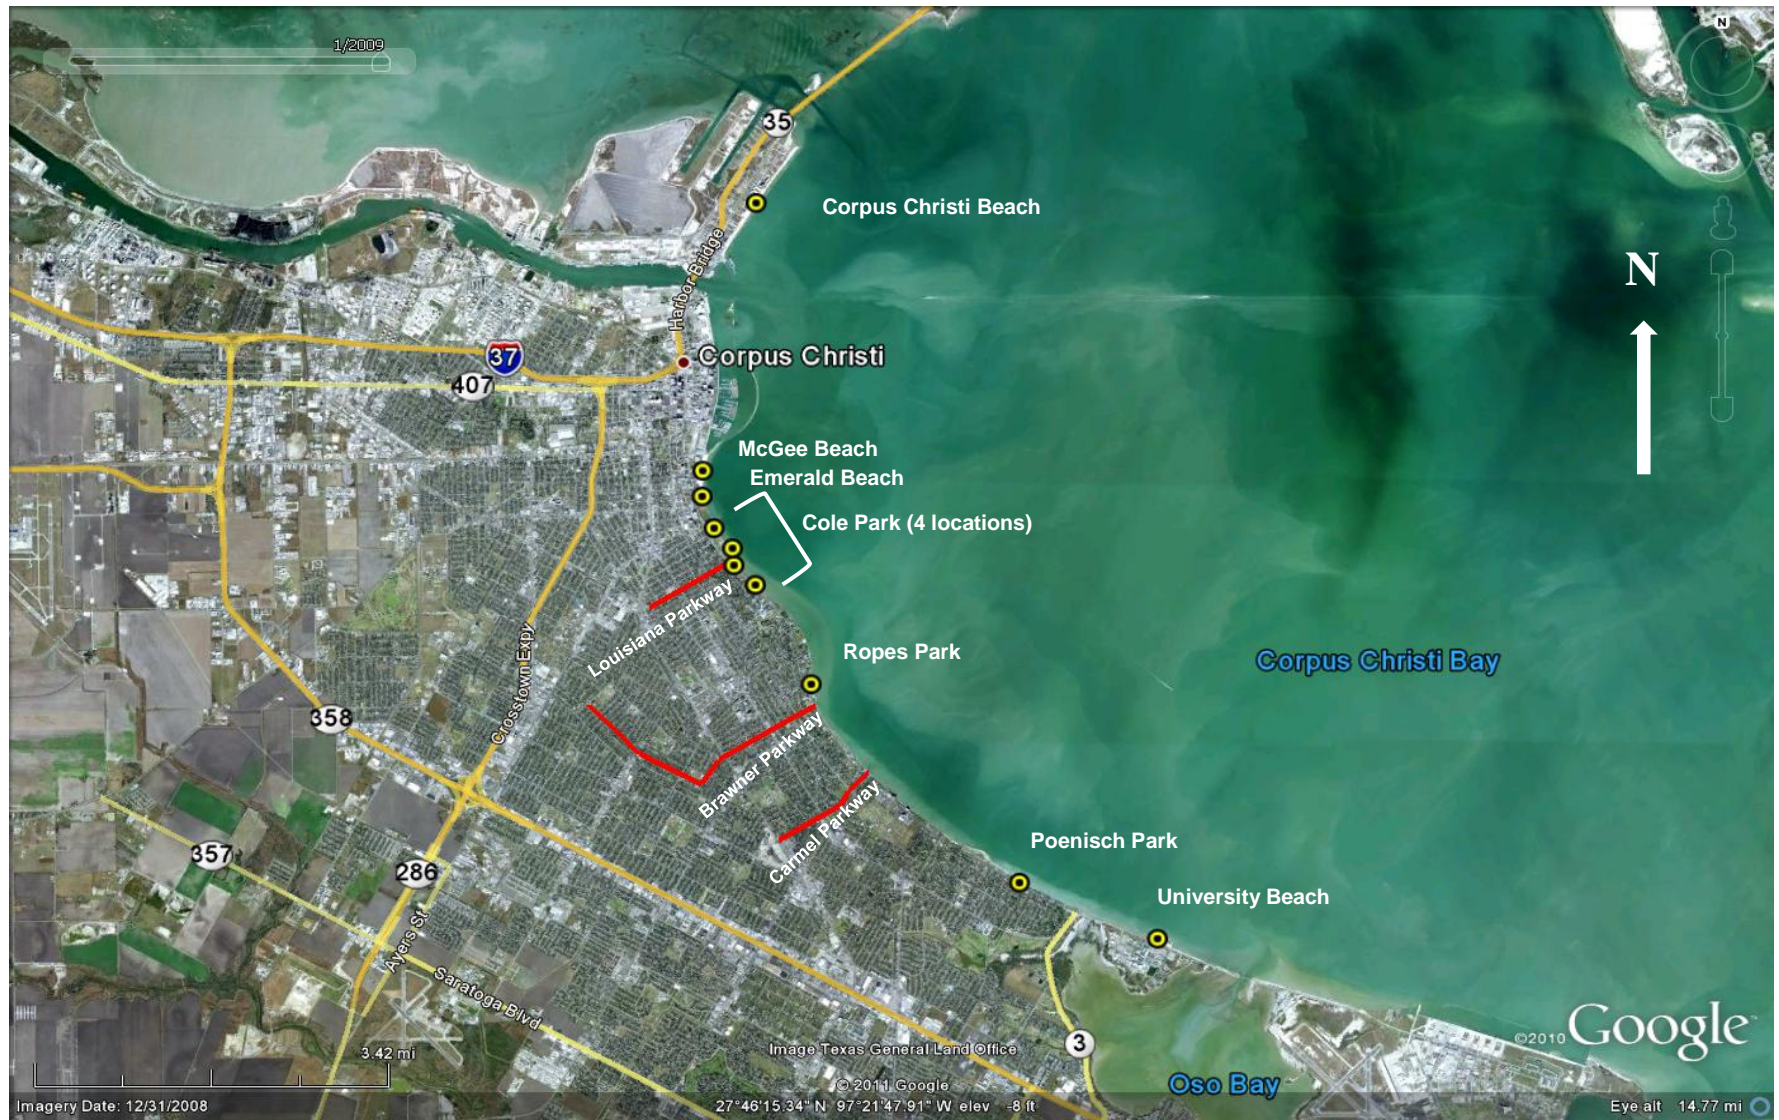 1/2009
N
35
Corpus Christi Beach
N
Harbor Bridge
37
Corpus Christi
407
McGee Beach
Emerald Beach
Cole Park (4 locations)
Louisiana Parkway
Ropes Park
Corpus Christi Bay
Crosstown Expy
358
Brawner Parkway
Carmel Parkway
Poenisch Park
357
286
University Beach
Ayers St
Saratoga Blvd
©2010 Google
3
3.42 mi
Image Texas General Land Office
© 2011 Google
Oso Bay
Imagery Date: 12/31/2008
27°46'15.34" N 97°21'47.91" W elev -8 ft
Eye alt 14.77 mi